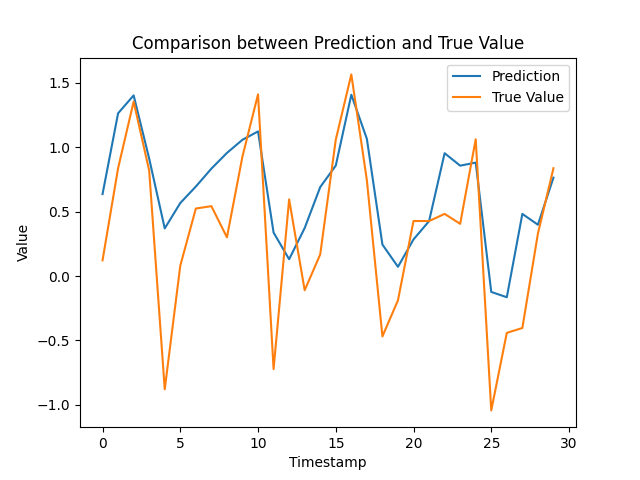 Comparison between Prediction and True Value
Prediction
True Value
1.5
1.0
0.5
0.0
−0.5
−1.0
Value
0 5 10 15 20 25 30
Timestamp